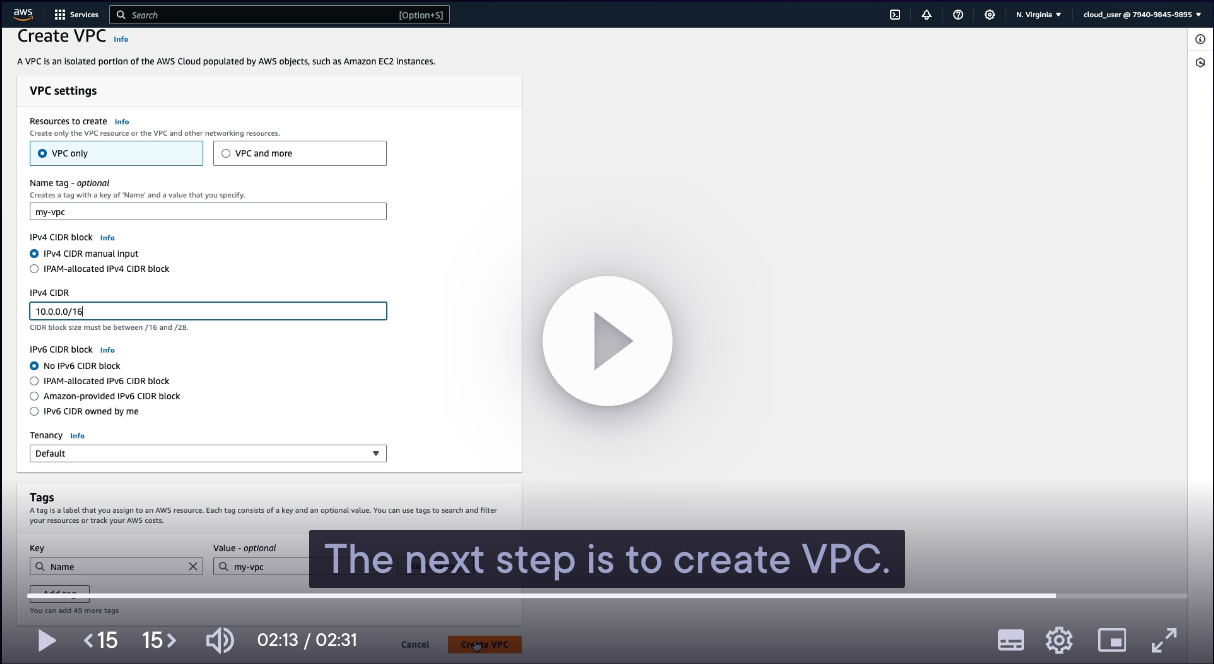 aws Services Search [Option+S] N. Virginia cloud_user @ 7940-9845-9895
Create VPC Info
A VPC is an isolated portion of the AWS Cloud populated by AWS objects, such as Amazon EC2 instances.
VPC settings
Resources to create Info
Create only the VPC resource or the VPC and other networking resources.
VPC only VPC and more
Name tag - optional
Creates a tag with a key of 'Name' and a value that you specify.
my-vpc
IPv4 CIDR block Info
IPv4 CIDR manual input
IPAM-allocated IPv4 CIDR block
IPv4 CIDR
10.0.0.0/16
CIDR block size must be between /16 and /28.
IPv6 CIDR block Info
No IPv6 CIDR block
IPAM-allocated IPv6 CIDR block
Amazon-provided IPv6 CIDR block
IPv6 CIDR owned by me
Tenancy Info
Default
Tags
A tag is a label that you assign to an AWS resource. Each tag consists of a key and an optional value. You can use tags to search and filter
your resources or track your AWS costs.
Key Value - optional
Name my-vpc
The next step is to create VPC.
Add tag
You can add 49 more tags
15 15 02:13 / 02:31 Cancel Create VPC